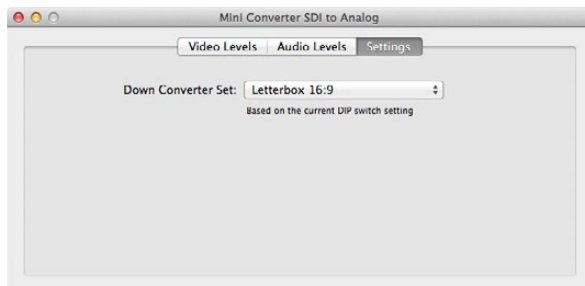 Mini Converter SDI to Analog
Video Levels Audio Levels Settings
Down Converter Set: Letterbox 16:9
Based on the current DIP switch setting